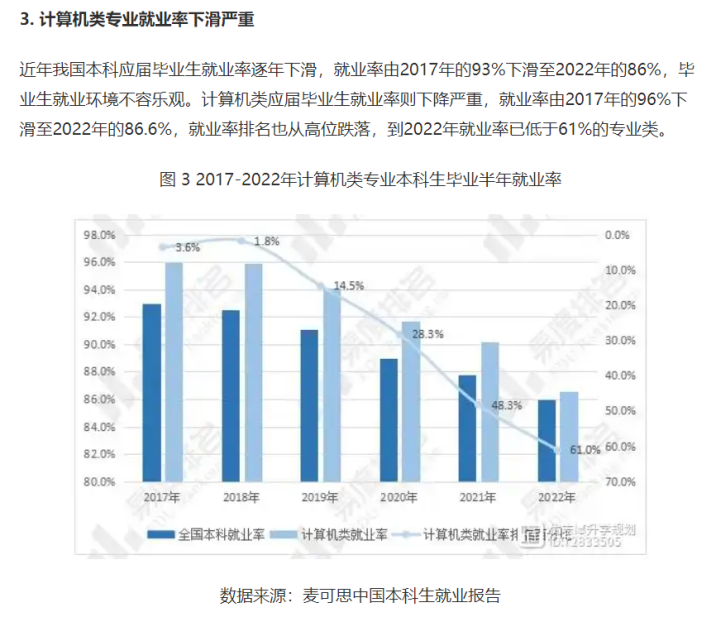 3. 计算机类专业就业率下滑严重
近年我国本科应届毕业生就业率逐年下滑，就业率由2017年的93%下滑至2022年的86%，毕
业生就业环境不容乐观。计算机类应届毕业生就业率则下降严重，就业率由2017年的96%下
滑至2022年的86.6%，就业率排名也从高位跌落，到2022年就业率已低于61%的专业类。
图 3 2017-2022年计算机类专业本科生毕业半年就业率
98.0% 0.0%
3.6% 1.8%
96.0% 10.0%
94.0% 14.5% 20.0%
92.0% 28.3% 30.0%
90.0%
88.0% 40.0%
86.0% 48.3% 50.0%
84.0%
82.0% 61.0% 60.0%
80.0% 70.0%
2017年 2018年 2019年 2020年 2021年 2022年
全国本科就业率 计算机类就业率 计算机类就业率排
升学规划
数据来源：麦可思中国本科生就业报告